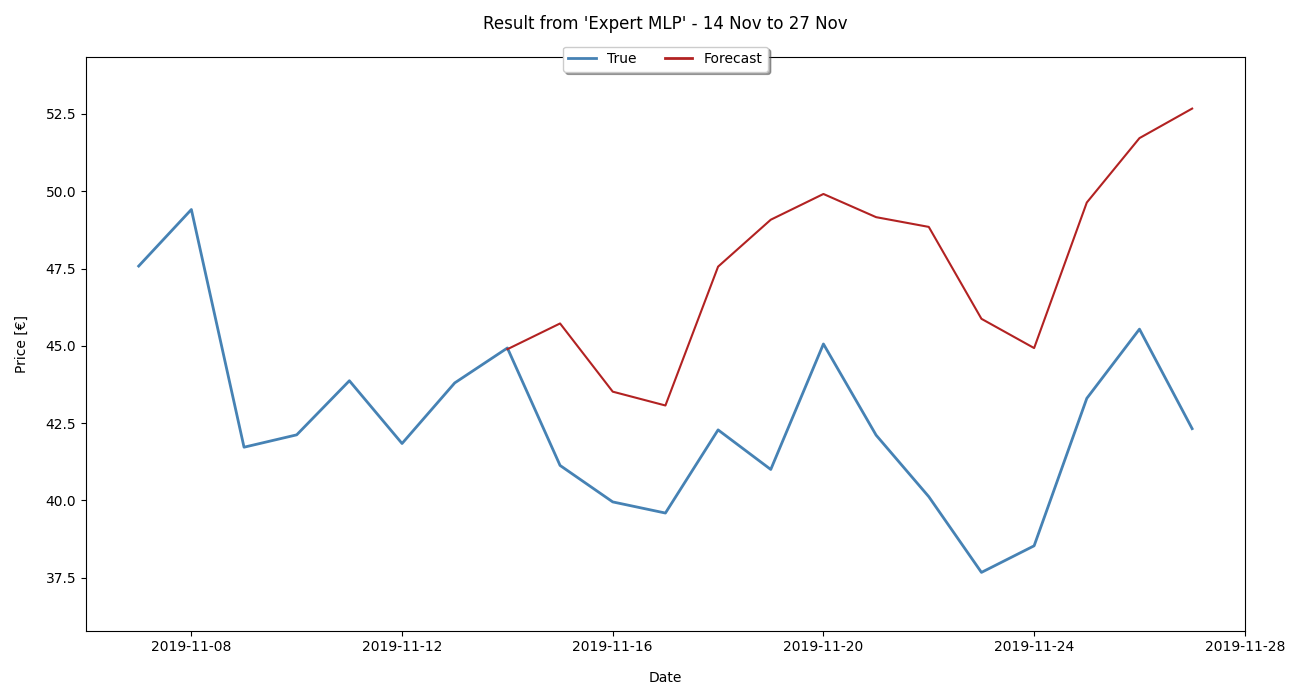 Result from 'Expert MLP' - 14 Nov to 27 Nov
True Forecast
52.5
50.0
47.5
45.0
42.5
40.0
37.5
Price [€]
2019-11-08 2019-11-12 2019-11-16 2019-11-20 2019-11-24 2019-11-28
Date